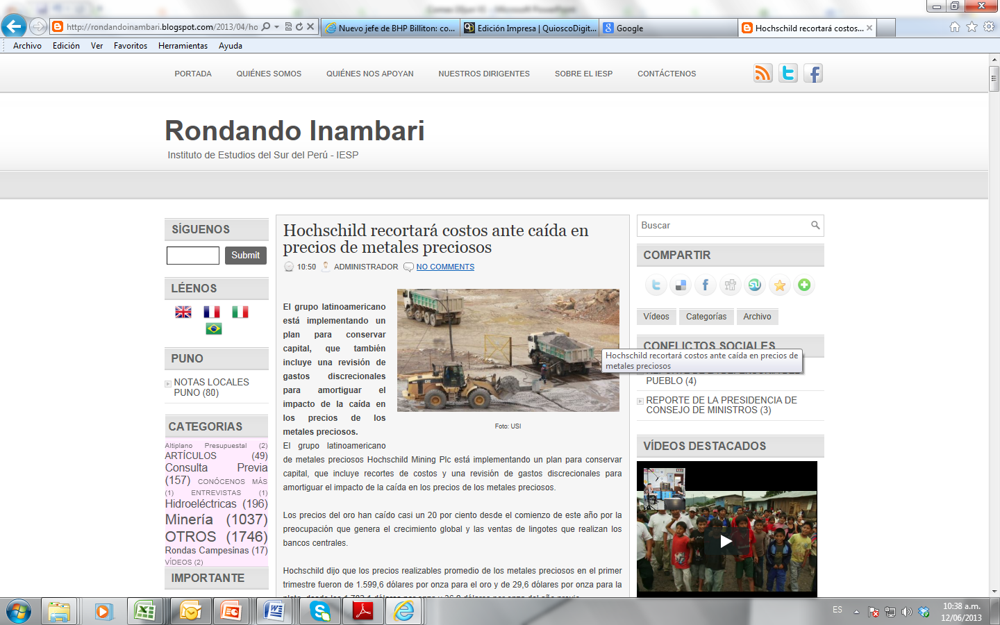 http://rondandoinambari.blogspot.com/2013/04/ho
Nuevo jefe de BHP Billiton: co...
Edición Impresa | QuioscoDigit...
Google
Hochschild recortará costos...
Archivo Edición Ver Favoritos Herramientas Ayuda
PORTADA QUIÉNES SOMOS QUIÉNES NOS APOYAN NUESTROS DIRIGENTES SOBRE EL IESP CONTÁCTENOS
Rondando Inambari
Instituto de Estudios del Sur del Perú - IESP
SÍGUENOS
Submit
LÉENOS
PUNO
NOTAS LOCALES
PUNO (80)
CATEGORIAS
Altiplano Presupuestal (2)
ARTÍCULOS (49)
Consulta Previa
(157) CONÓCENOS MÁS
(1) ENTREVISTAS (1)
Hidroeléctricas (196)
Minería (1037)
OTROS (1746)
Rondas Campesinas (17)
VÍDEOS (2)
IMPORTANTE
Hochschild recortará costos ante caída en
precios de metales preciosos
10:50 ADMINISTRADOR NO COMMENTS
El grupo latinoamericano
está implementando un
plan para conservar
capital, que también
incluye una revisión de
gastos discrecionales
para amortiguar el
impacto de la caída en
los precios de los
metales preciosos.
Foto: USI
El grupo latinoamericano
de metales preciosos Hochschild Mining Plc está implementando un plan para conservar
capital, que incluye recortes de costos y una revisión de gastos discrecionales para
amortiguar el impacto de la caída en los precios de los metales preciosos.
Los precios del oro han caído casi un 20 por ciento desde el comienzo de este año por la
preocupación que genera el crecimiento global y las ventas de lingotes que realizan los
bancos centrales.
Hochschild dijo que los precios realizables promedio de los metales preciosos en el primer
trimestre fueron de 1.599,6 dólares por onza para el oro y de 29,6 dólares por onza para la
Buscar
COMPARTIR
Vídeos Categorías Archivo
CONFLICTOS SOCIALES
Hochschild recortará costos ante caída en precios de
metales preciosos
PUEBLO (4)
REPORTE DE LA PRESIDENCIA DE
CONSEJO DE MINISTROS (3)
VÍDEOS DESTACADOS
ES
10:38 a.m.
12/06/2013